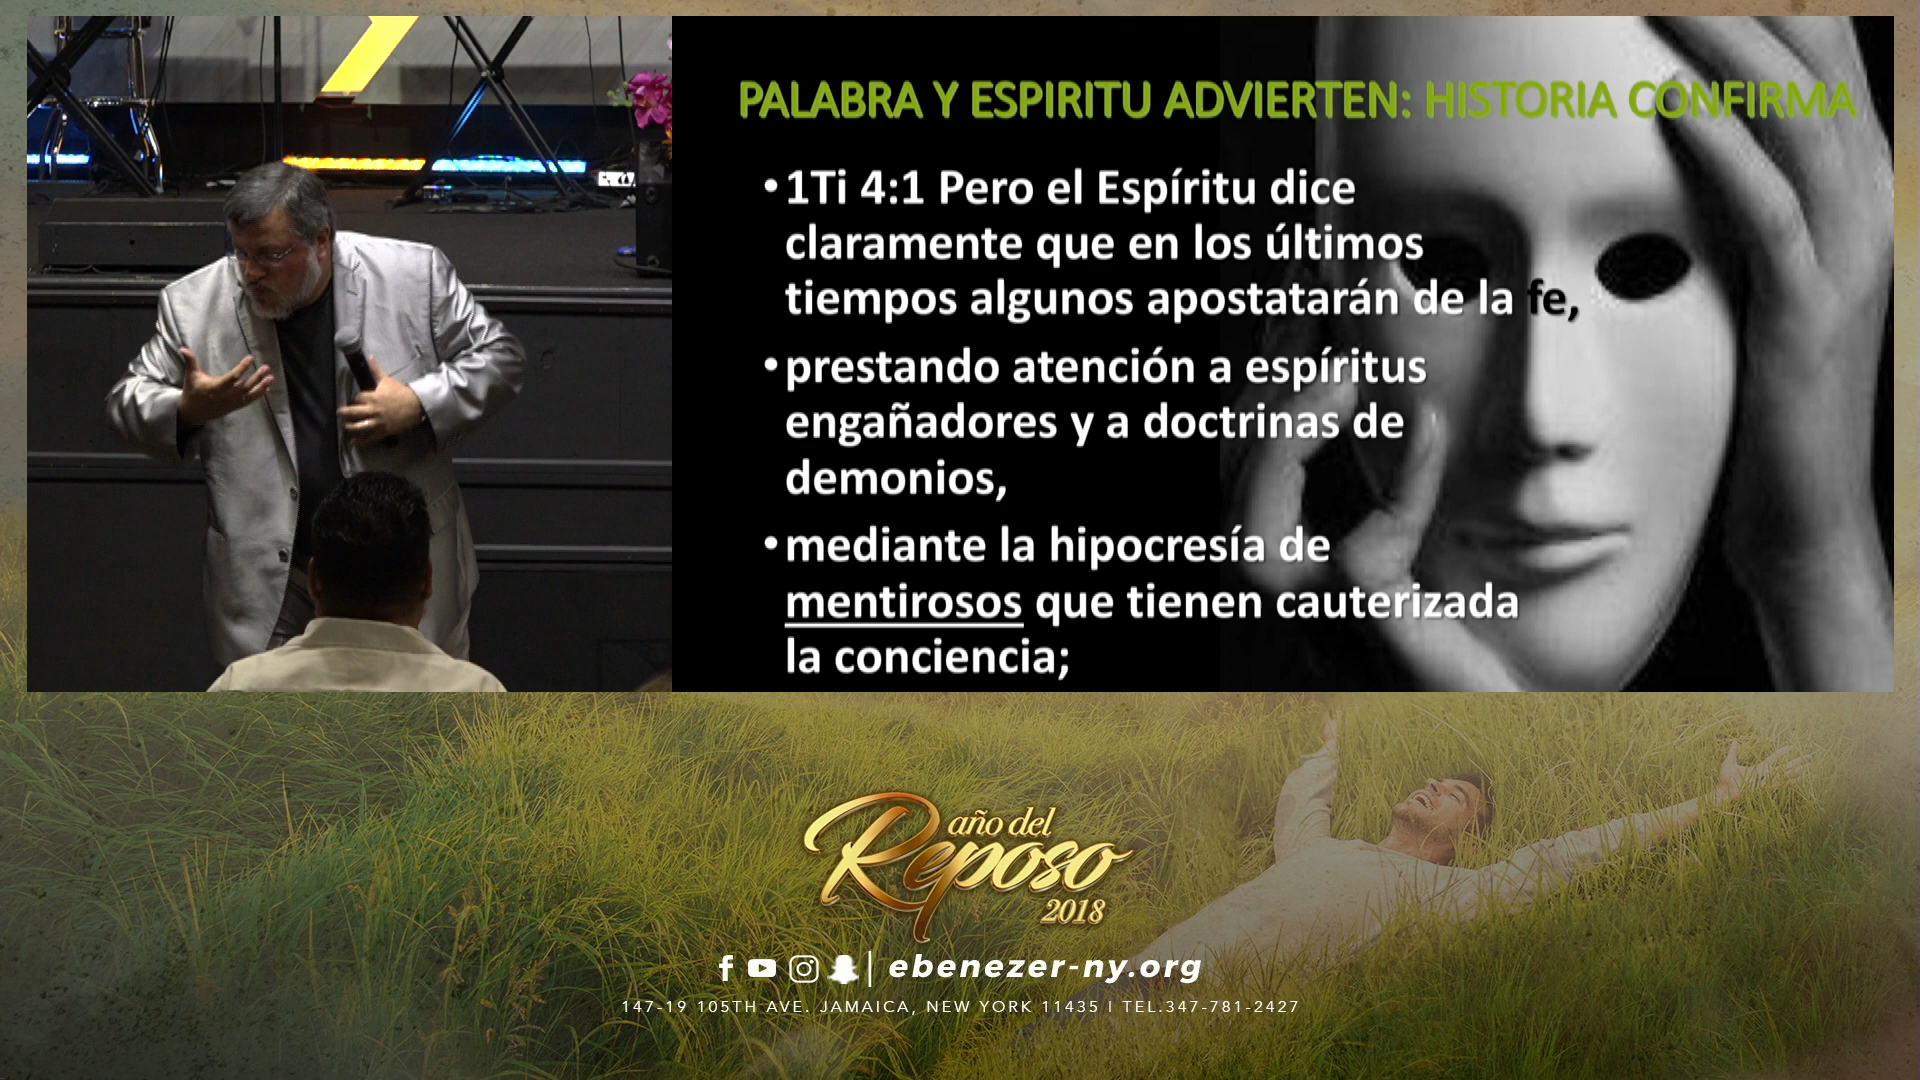 PALABRA Y ESPIRITU ADVIERTEN: HISTORIA CONFIRMA
• 1Ti 4:1 Pero el Espíritu dice
claramente que en los últimos
tiempos algunos apostatarán de la fe,
• prestando atención a espíritus
engañadores y a doctrinas de
demonios,
• mediante la hipocresía de
mentirosos que tienen cauterizada
la conciencia;
año del
Reposo
2018
ebenezer-ny.org
147-19 105TH AVE. JAMAICA, NEW YORK 11435 | TEL.347-781-2427